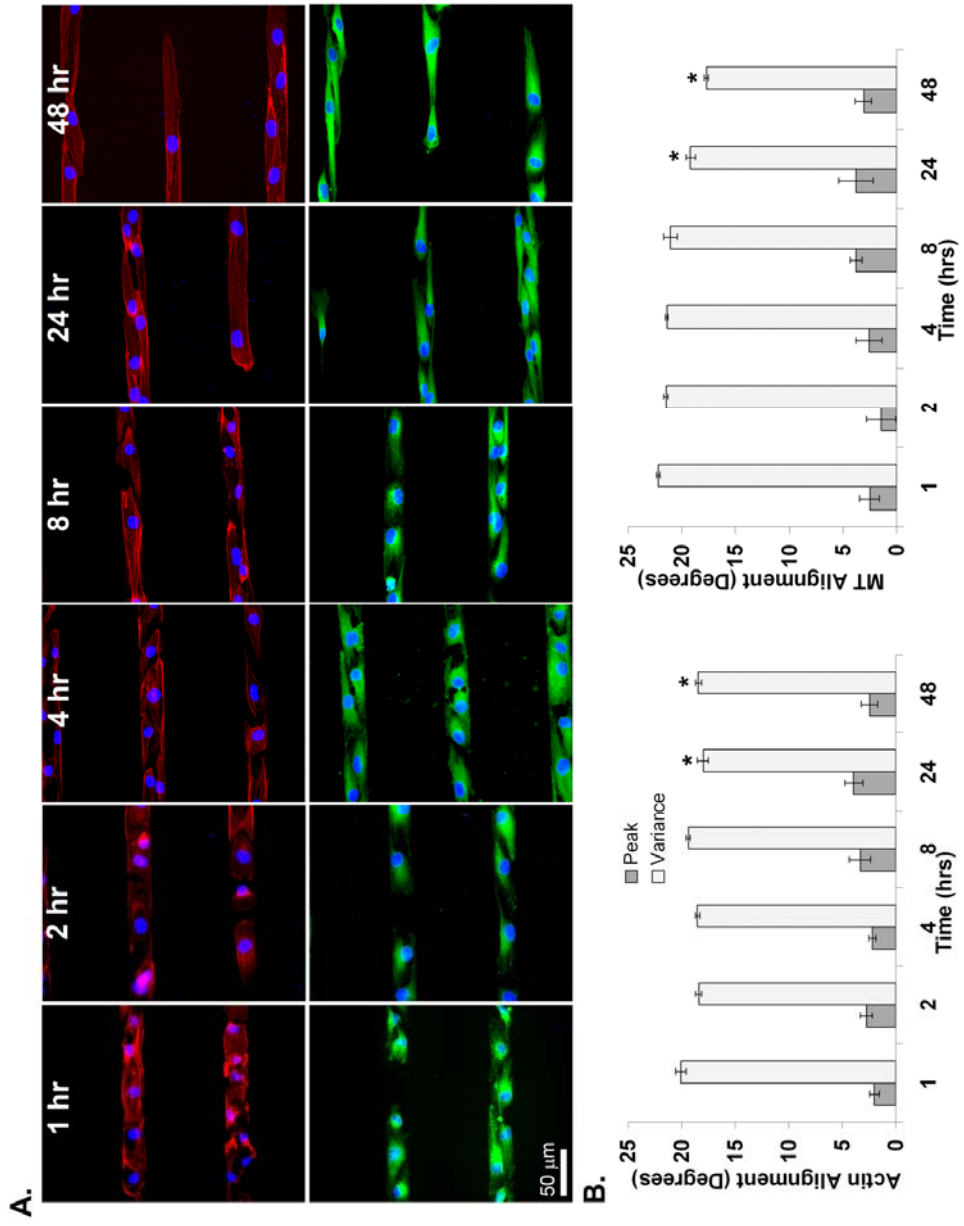 A.
1 hr 2 hr 4 hr 8 hr 24 hr 48 hr
50 μm
B.
Actin Alignment (Degrees)
25
20
15
10
5
0
Peak
Variance
* *
1 2 4 8 24 48
Time (hrs)
MT Alignment (Degrees)
25
20
15
10
5
0
* *
1 2 4 8 24 48
Time (hrs)